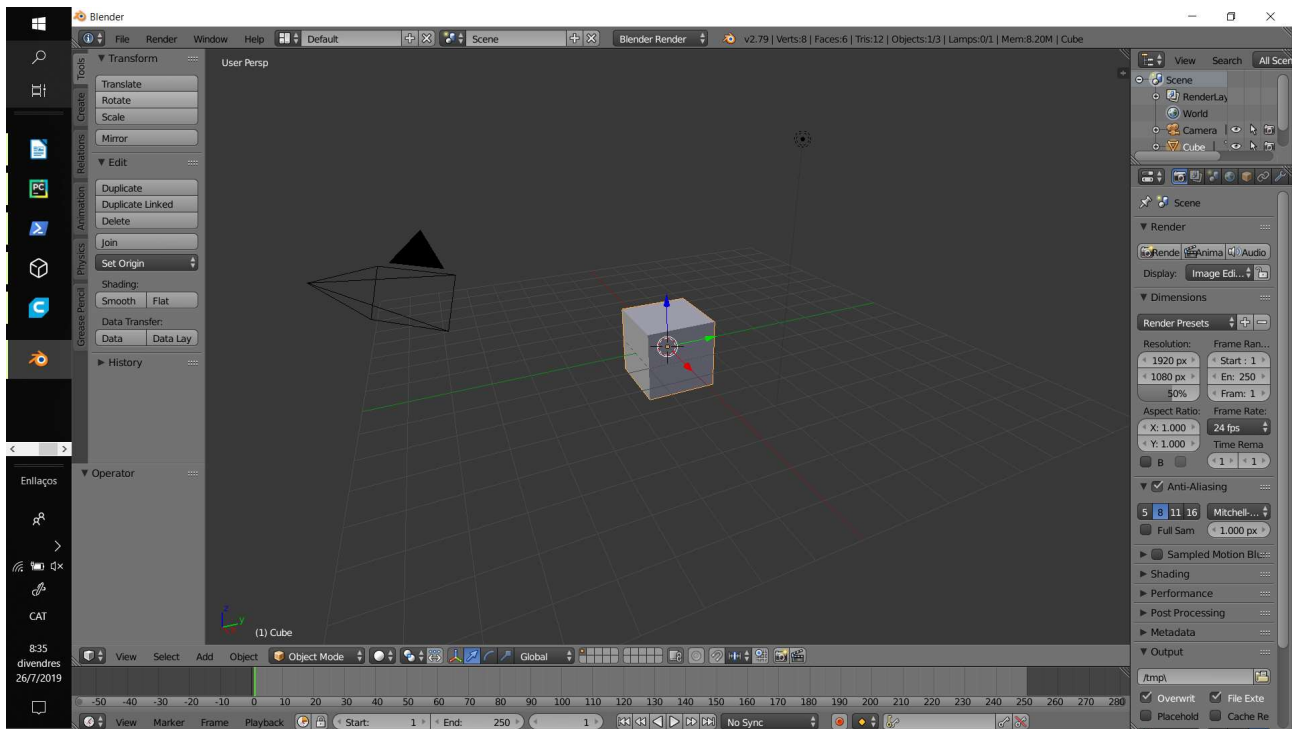 Blender
File Render Window Help Default Scene Blender Render v2.79 | Verts:8 | Faces:6 | Tris:12 | Objects:1/3 | Lamps:0/1 | Mem:8.20M | Cube
Tools
Create
Relations
Animation
Physics
Grease Pencil
Transform
Translate
Rotate
Scale
Mirror
Edit
Duplicate
Duplicate Linked
Delete
Join
Set Origin
Shading:
Smooth Flat
Data Transfer:
Data Data Lay
History
Operator
User Persp
z
y
(1) Cube
View Search All Scen
Scene
RenderLay
World
Camera
Cube
Scene
Render
Rende Anima Audio
Display: Image Edi...
Dimensions
Render Presets
Resolution: Frame Ran...
1920 px Start : 1
1080 px En: 250
50% Fram: 1
Aspect Ratio: Frame Rate:
X: 1.000 24 fps
Y: 1.000 Time Rema
B 1 1
Anti-Aliasing
5 8 11 16 Mitchell-...
Full Sam 1.000 px
Sampled Motion Blu
Shading
Performance
Post Processing
Metadata
Output
/tmp\
Overwrit File Exte
Placehold Cache Re
View Select Add Object Object Mode Global
-50 -40 -30 -20 -10 0 10 20 30 40 50 60 70 80 90 100 110 120 130 140 150 160 170 180 190 200 210 220 230 240 250 260 270 280
View Marker Frame Playback Start: 1 End: 250 1 No Sync
PC
Enllaços
CAT
8:35
divendres
26/7/2019